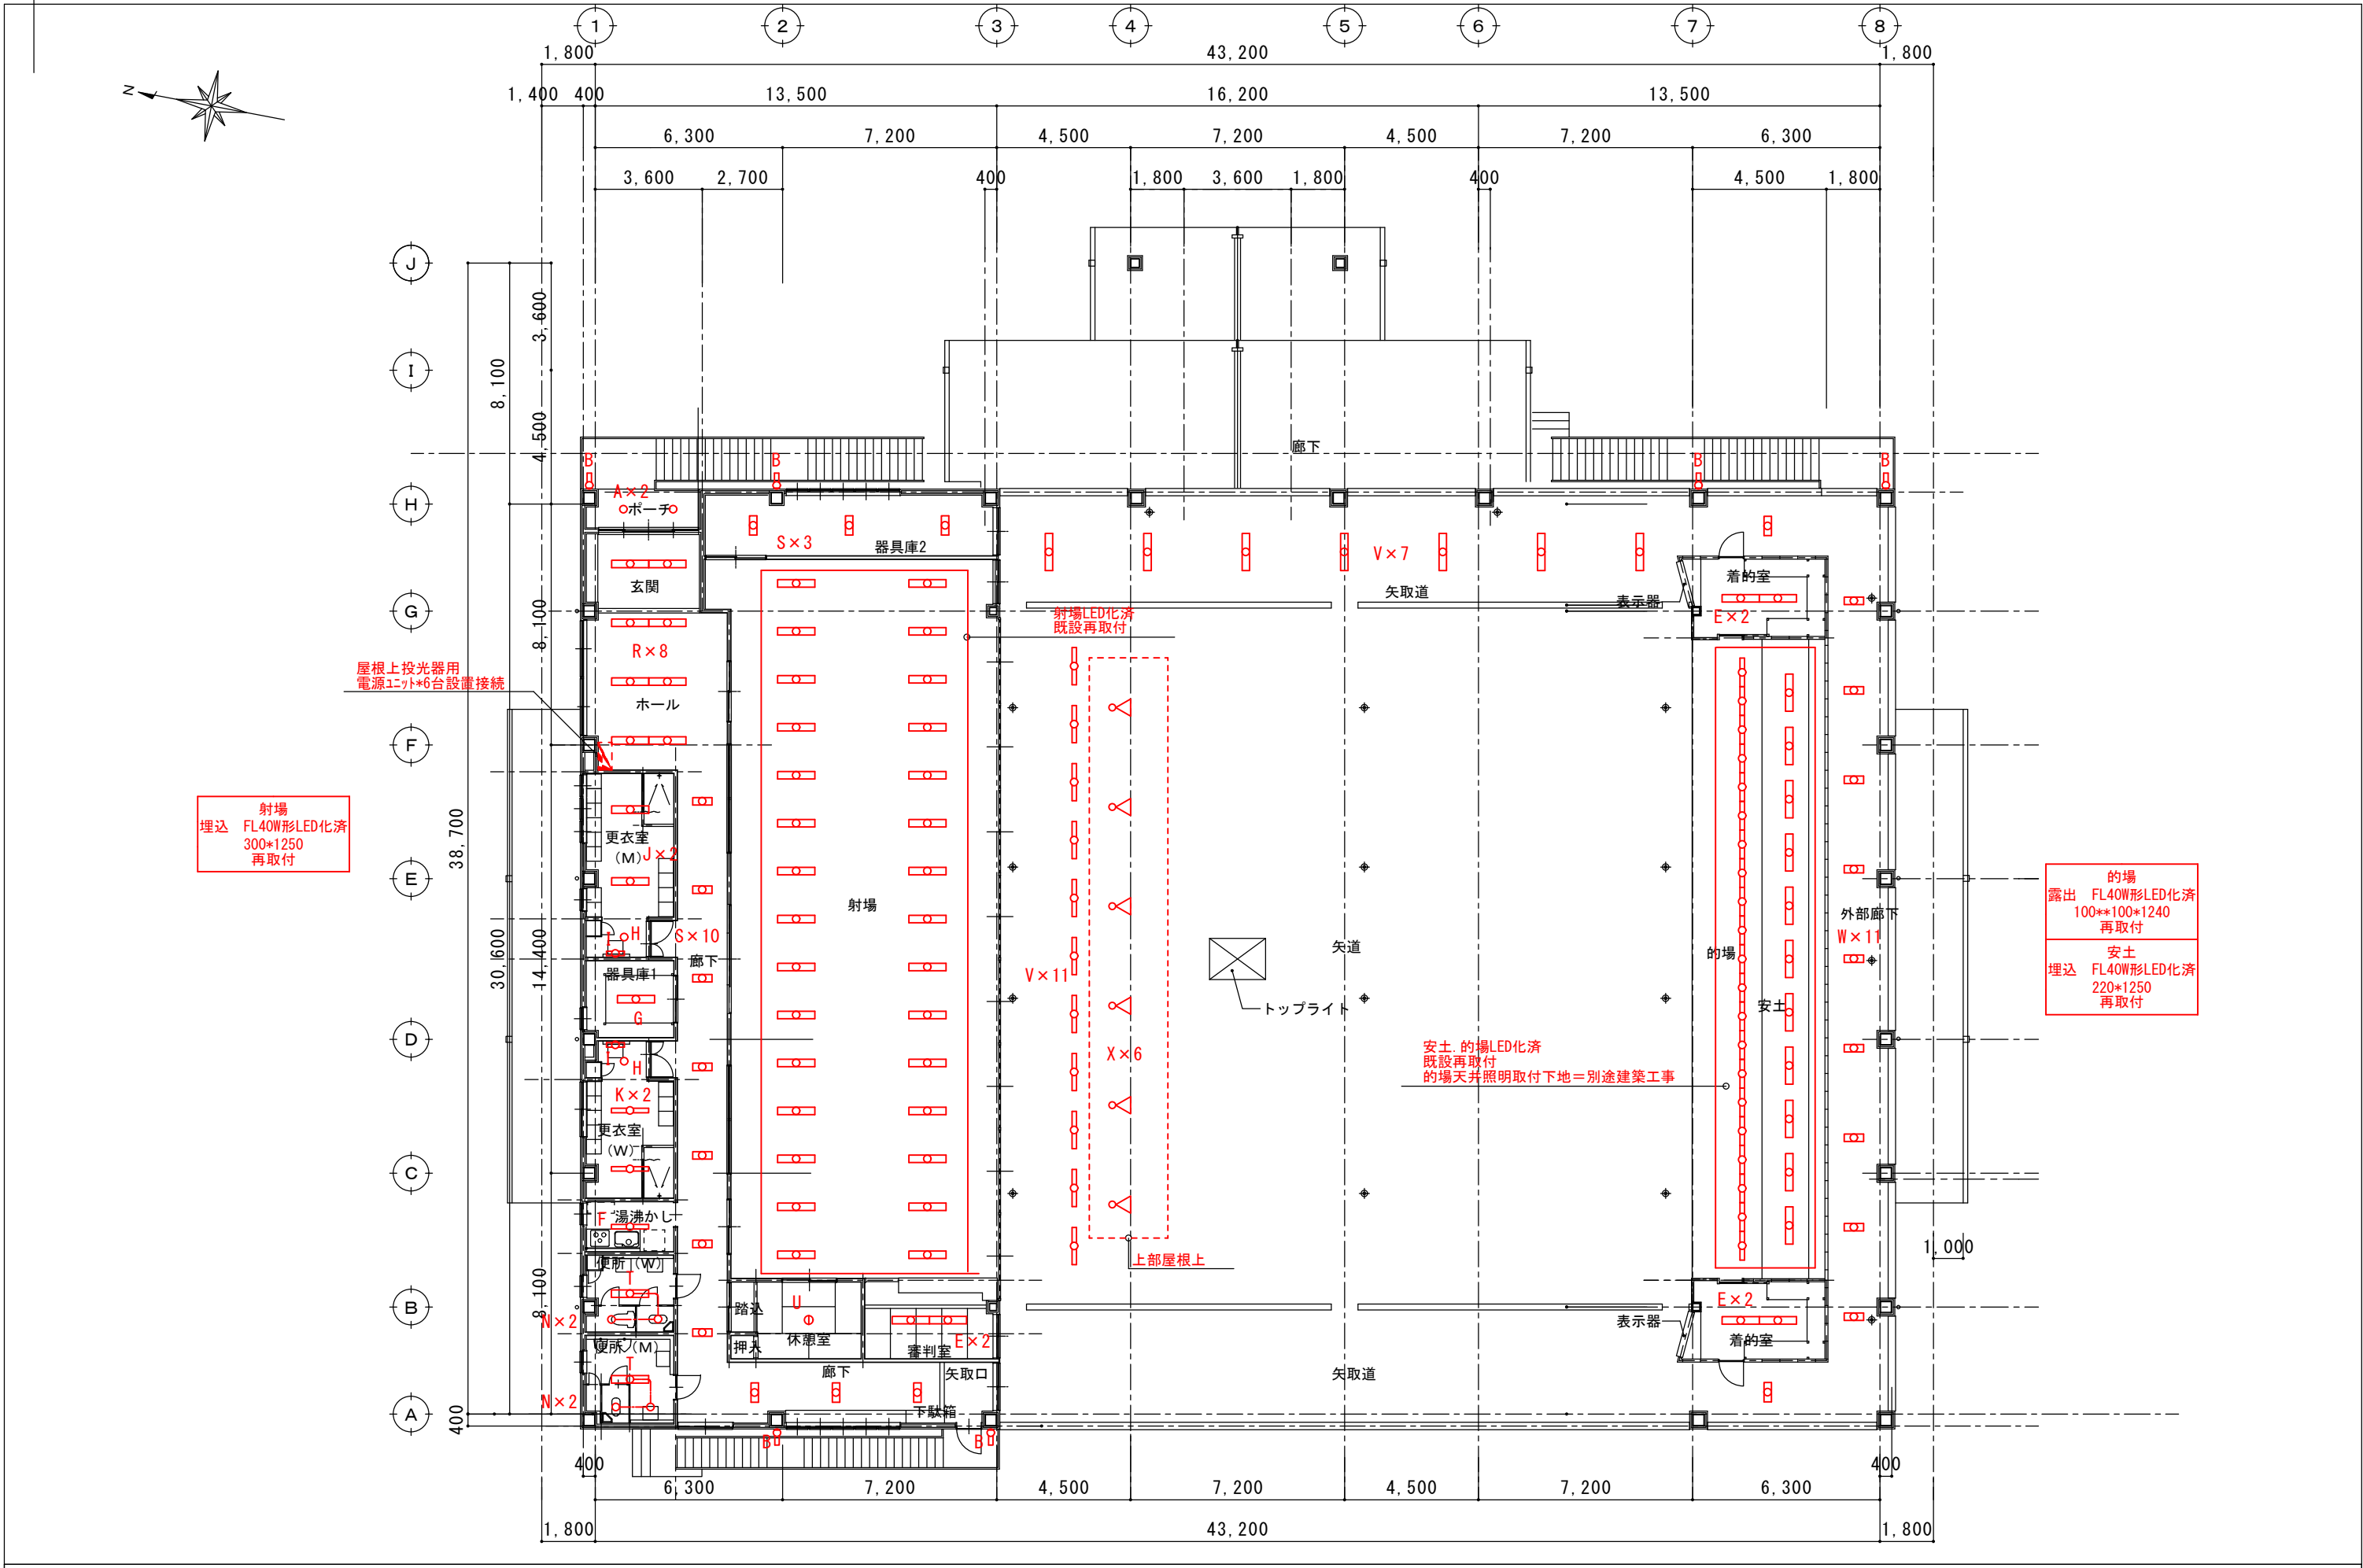 1 2 3 4 5 6 7 8
1,800 43,200 1,800
1,400 400 13,500 16,200 13,500
6,300 7,200 4,500 7,200 4,500 7,200 6,300
3,600 2,700 400 1,800 3,600 1,800 400 4,500 1,800
N
J
I
H
G
F
E
D
C
B
A
3,600
8,100
4,500
8,100
38,700
30,600
14,400
8,100
400
廊下
B B B B
A×2
ポーチ
S×3
器具庫2
V×7
矢取道
着的室
表示器
E×2
玄関
R×8
ホール
射場LED化済
既設再取付
屋根上投光器用
電源ユニット*6台設置接続
射場
埋込 FL40W形LED化済
300*1250
再取付
更衣室
(M)
J×2
I H
S×10
廊下
器具庫1
G
I H
K×2
更衣室
(W)
F 湯沸かし
便所 (W)
T
N×2
便所 (M)
T
N×2
射場
V×11
X×6
矢道
トップライト
上部屋根上
安土.的場LED化済
既設再取付
的場天井照明取付下地=別途建築工事
的場
安土
外部廊下
W×11
的場
露出 FL40W形LED化済
100**100*1240
再取付
安土
埋込 FL40W形LED化済
220*1250
再取付
1,000
踏込
U
休憩室
押入
E×2
審判室
廊下
矢取口
下駄箱
B B
矢取道
表示器
E×2
着的室
400 400
6,300 7,200 4,500 7,200 4,500 7,200 6,300
1,800 43,200 1,800